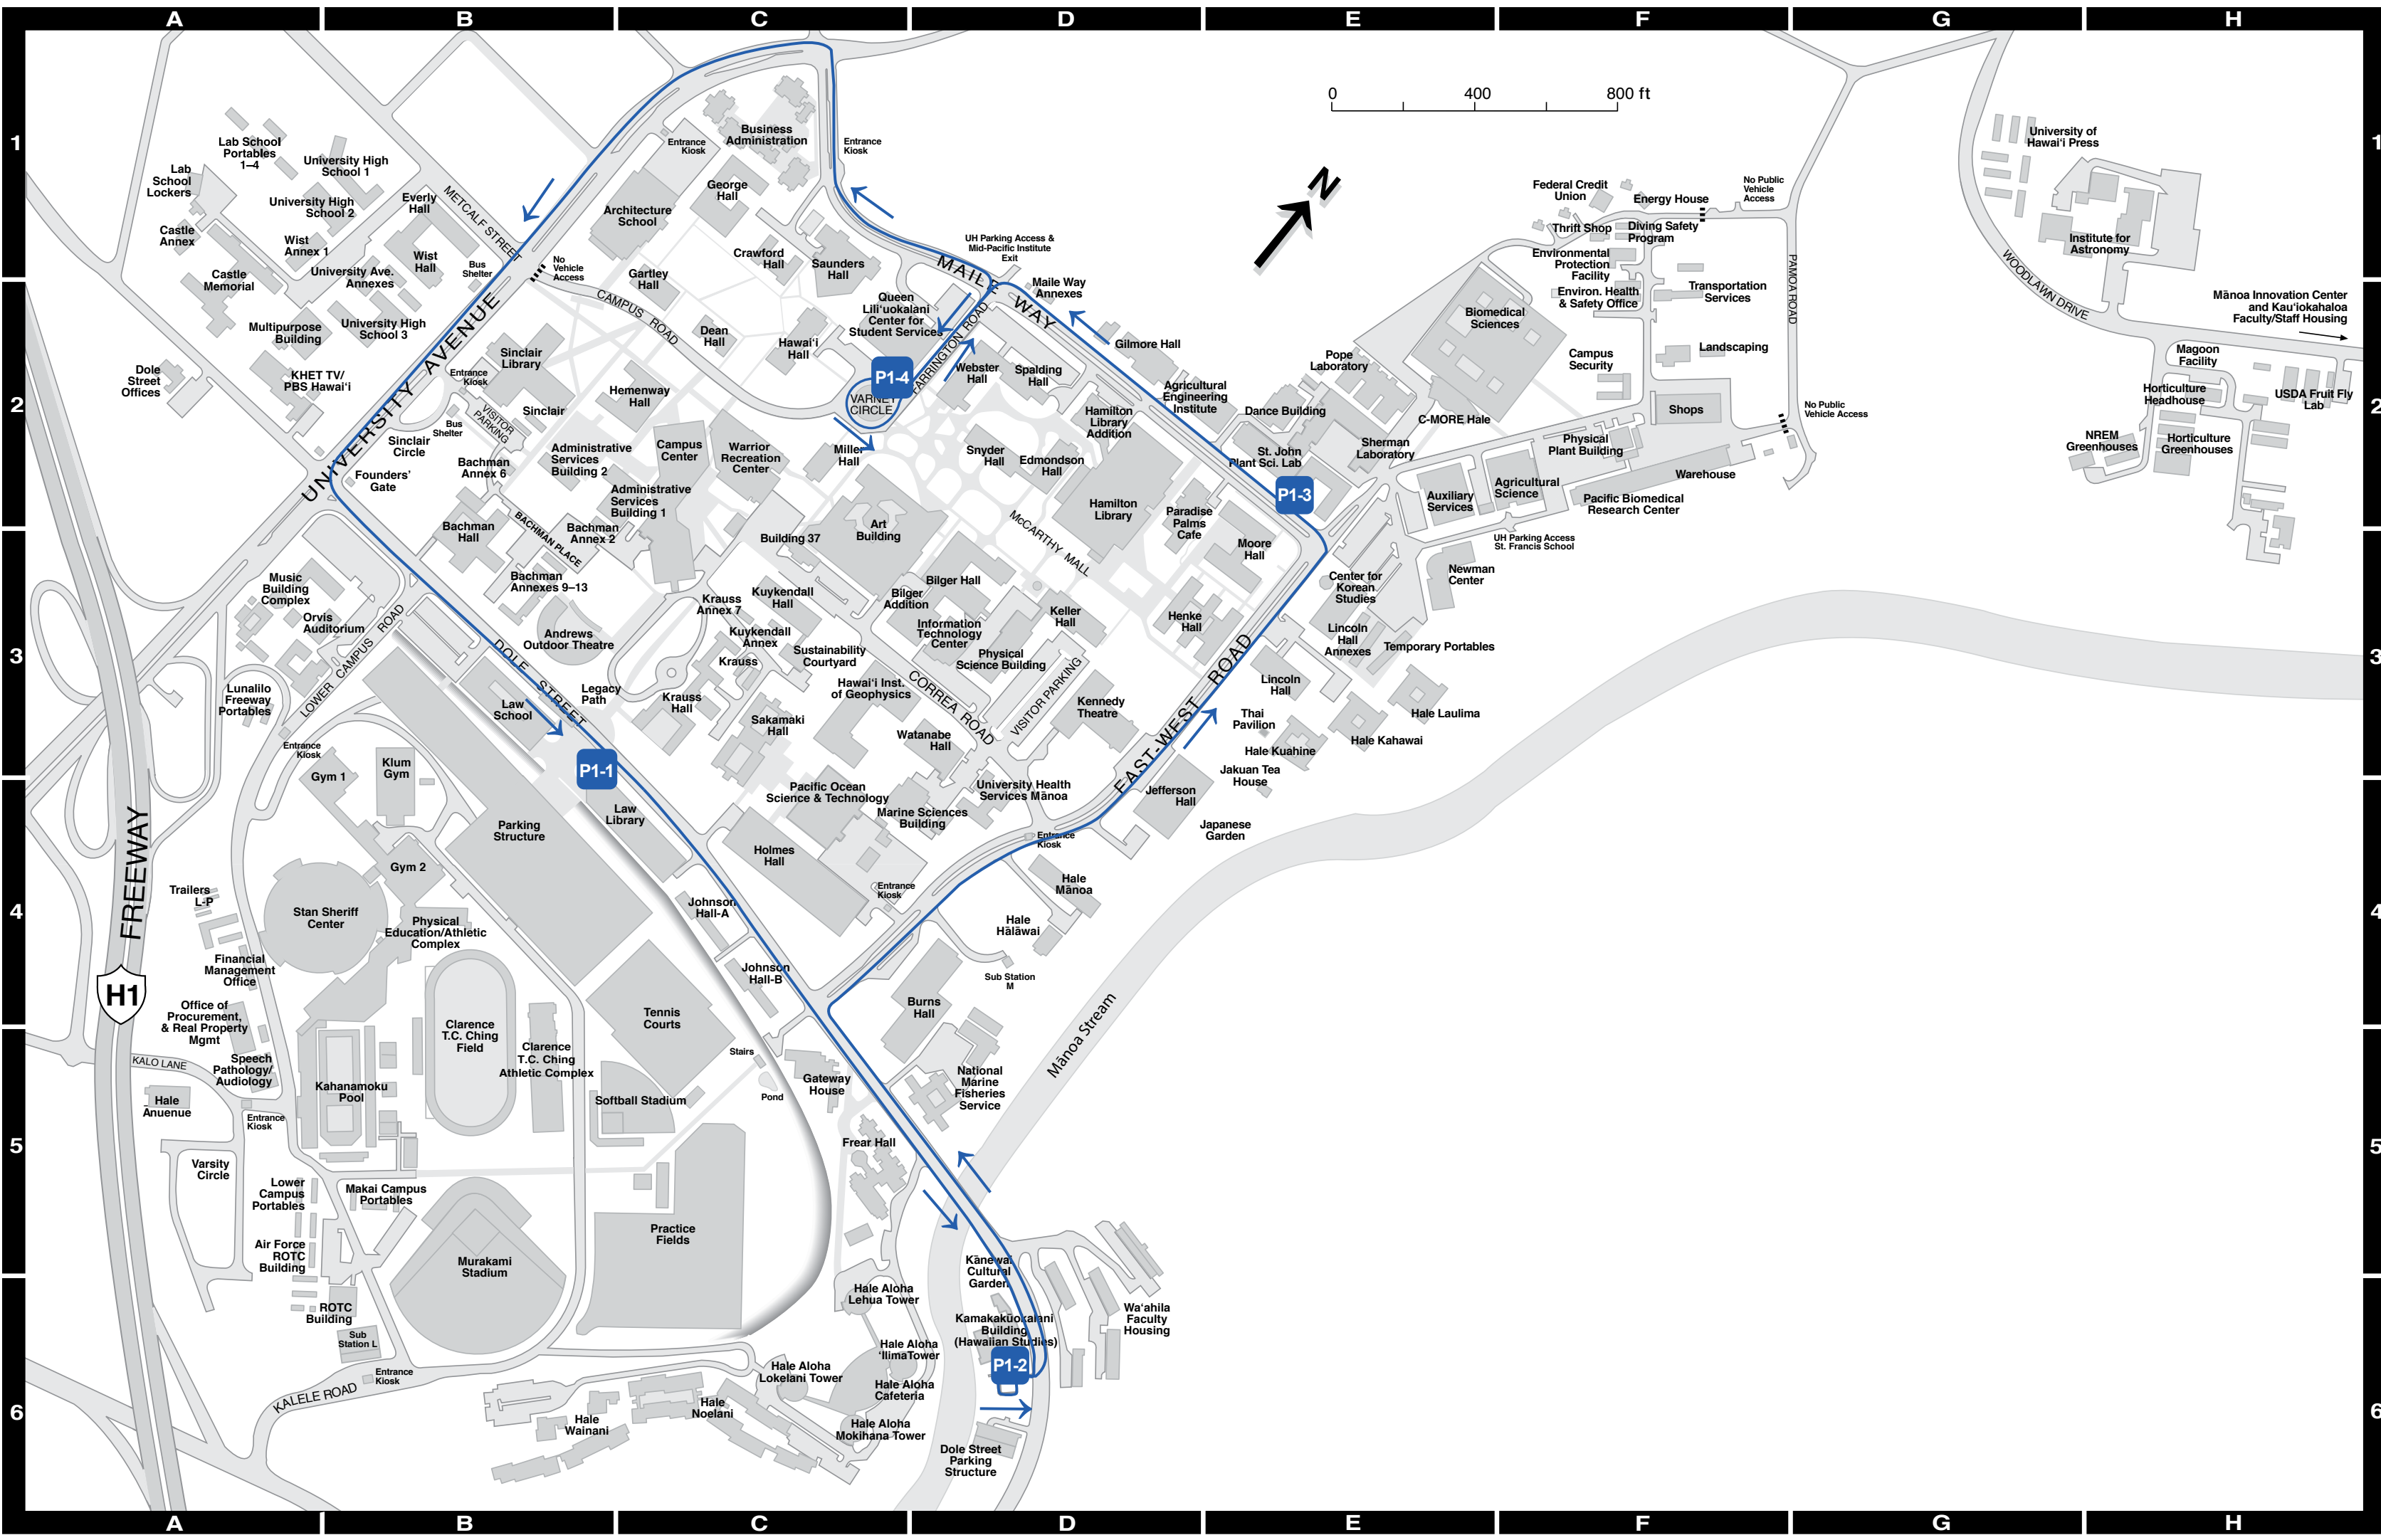 A B C D E F G H
1
2
3
4
5
6
1
2
3
4
5
6
0 400 800 ft
N
Lab School
Portables
1–4
University High
School 1
Lab
School
Lockers
University High
School 2
Castle
Annex
Wist
Annex 1
Castle
Memorial
Everly
Hall
Wist
Hall
University Ave.
Annexes
METCALF STREET
Bus
Shelter
No
Vehicle
Access
Multipurpose
Building
University High
School 3
Dole
Street
Offices
KHET TV/
PBS Hawaiʻi
UNIVERSITY AVENUE
Business
Administration
Entrance
Kiosk
Entrance
Kiosk
George
Hall
Architecture
School
Crawford
Hall
Saunders
Hall
Gartley
Hall
CAMPUS ROAD
Dean
Hall
Hawaiʻi
Hall
Queen
Liliʻuokalani
Center for
Student Services
UH Parking Access &
Mid-Pacific Institute
Exit
MAILE WAY
Maile Way
Annexes
Gilmore Hall
P1-4
FARRINGTON ROAD
VARNEY
CIRCLE
Webster
Hall
Spalding
Hall
Agricultural
Engineering
Institute
Hamilton
Library
Addition
Pope
Laboratory
Dance Building
Sherman
Laboratory
C-MORE Hale
Biomedical
Sciences
St. John
Plant Sci. Lab
P1-3
Sinclair
Library
Entrance
Kiosk
VISITOR
PARKING
Sinclair
Bus
Shelter
Sinclair
Circle
Hemenway
Hall
Administrative
Services
Building 2
Campus
Center
Warrior
Recreation
Center
Miller
Hall
Snyder
Hall
Edmondson
Hall
Hamilton
Library
Paradise
Palms
Cafe
Moore
Hall
Founders’
Gate
Bachman
Annex 6
Administrative
Services
Building 1
Bachman
Hall
BACHMAN PLACE
Bachman
Annex 2
Bachman
Annexes 9–13
Building 37
Art
Building
McCARTHY MALL
Federal Credit
Union
Energy House
No Public
Vehicle
Access
Thrift Shop
Diving Safety
Program
Environmental
Protection
Facility
Environ. Health
& Safety Office
Transportation
Services
PAMOA ROAD
Campus
Security
Landscaping
Shops
No Public
Vehicle Access
Physical
Plant Building
Warehouse
Auxiliary
Services
Agricultural
Science
Pacific Biomedical
Research Center
UH Parking Access
St. Francis School
Newman
Center
University of
Hawaiʻi Press
Institute for
Astronomy
WOODLAWN DRIVE
Mānoa Innovation Center
and Kauʻiokahaloa
Faculty/Staff Housing
Magoon
Facility
Horticulture
Headhouse
USDA Fruit Fly
Lab
NREM
Greenhouses
Horticulture
Greenhouses
Music
Building
Complex
Orvis
Auditorium
LOWER CAMPUS ROAD
Lunalilo
Freeway
Portables
Entrance
Kiosk
DOLE STREET
Andrews
Outdoor Theatre
Legacy
Path
Law
School
P1-1
Law
Library
Krauss
Annex 7
Kuykendall
Hall
Kuykendall
Annex
Krauss
Krauss
Hall
Sustainability
Courtyard
Sakamaki
Hall
Hawaiʻi Inst.
of Geophysics
Bilger Hall
Bilger
Addition
Information
Technology
Center
Physical
Science Building
Keller
Hall
Henke
Hall
CORREA ROAD
VISITOR PARKING
Kennedy
Theatre
Watanabe
Hall
EAST-WEST ROAD
Center for
Korean
Studies
Lincoln
Hall
Annexes
Temporary Portables
Lincoln
Hall
Hale Laulima
Thai
Pavilion
Hale Kahawai
Hale Kuahine
Jakuan Tea
House
Jefferson
Hall
Japanese
Garden
Pacific Ocean
Science & Technology
University Health
Services Mānoa
Marine Sciences
Building
Entrance
Kiosk
Holmes
Hall
Entrance
Kiosk
Hale
Mānoa
Hale
Hālāwai
Sub Station
M
Burns
Hall
Mānoa Stream
FREEWAY
H1
Gym 1
Klum
Gym
Parking
Structure
Gym 2
Trailers
L-P
Stan Sheriff
Center
Physical
Education/Athletic
Complex
Financial
Management
Office
Office of
Procurement,
& Real Property
Mgmt
Johnson
Hall-A
Johnson
Hall-B
Tennis
Courts
Clarence
T.C. Ching
Field
Clarence
T.C. Ching
Athletic Complex
KALO LANE
Speech
Pathology/
Audiology
Kahanamoku
Pool
Hale
Anuenue
Entrance
Kiosk
Varsity
Circle
Softball Stadium
Stairs
Pond
Gateway
House
National
Marine
Fisheries
Service
Frear Hall
Lower
Campus
Portables
Makai Campus
Portables
Air Force
ROTC
Building
Murakami
Stadium
Practice
Fields
ROTC
Building
Sub
Station L
Entrance
Kiosk
KALELE ROAD
Kānewai
Cultural
Garden
Kamakakūokalani
Building
(Hawaiian Studies)
P1-2
Waʻahila
Faculty
Housing
Hale Aloha
Lehua Tower
Hale Aloha
ʻIlimaTower
Hale Aloha
Lokelani Tower
Hale Aloha
Cafeteria
Hale Aloha
Mokihana Tower
Hale
Noelani
Hale
Wainani
Dole Street
Parking
Structure
A B C D E F G H